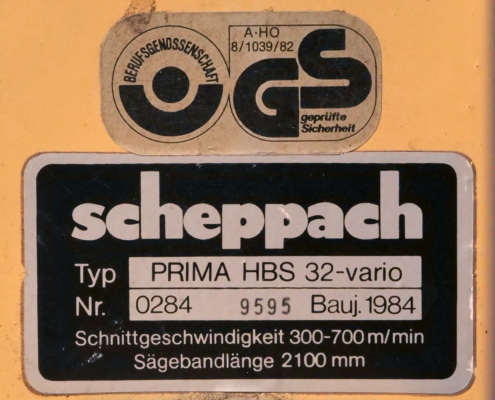 BERUFSGENOSSENSCHAFT
A·HO
8/1039/82
GS
geprüfte
Sicherheit
scheppach
Typ PRIMA HBS 32-vario
Nr. 0284 9595 Bauj. 1984
Schnittgeschwindigkeit 300-700 m/min
Sägebandlänge 2100 mm